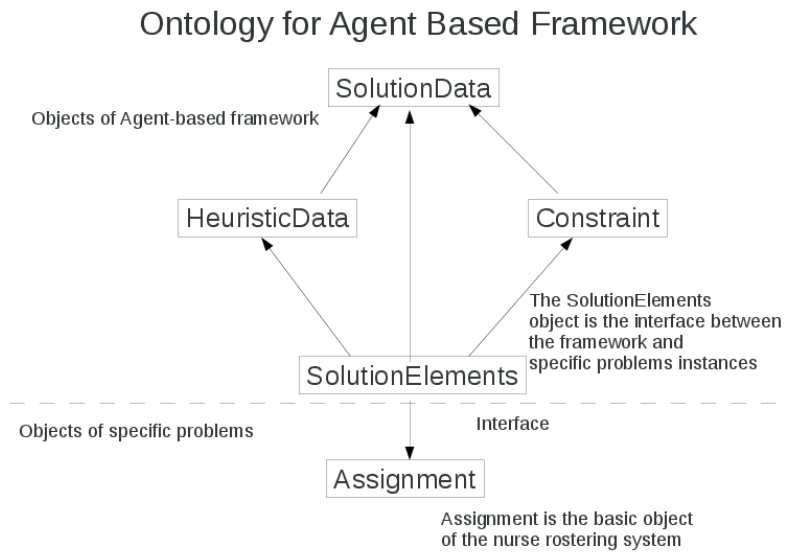 Ontology for Agent Based Framework
SolutionData
Objects of Agent-based framework
HeuristicData
Constraint
The SolutionElements
object is the interface between
the framework and
specific problems instances
SolutionElements
Objects of specific problems
Interface
Assignment
Assignment is the basic object
of the nurse rostering system